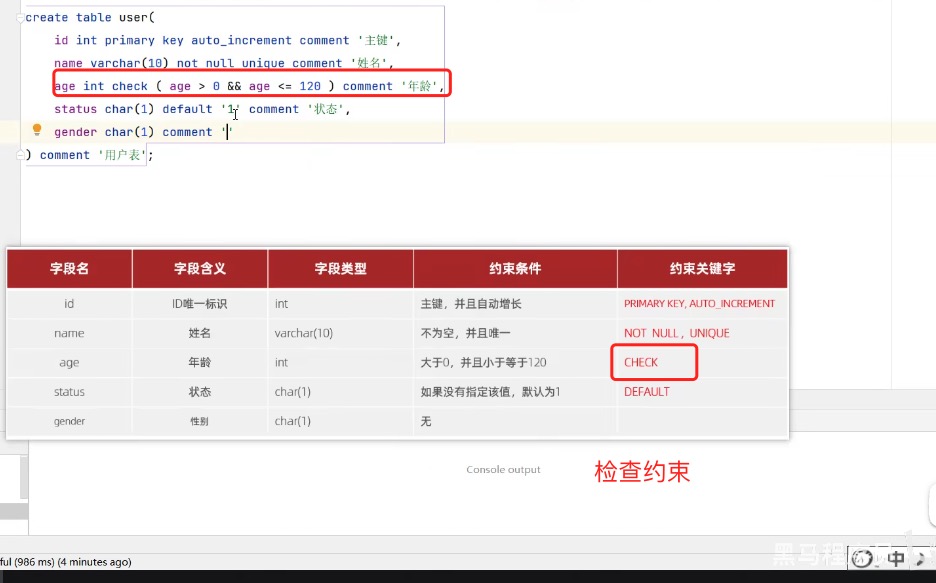 create table user(
id int primary key auto_increment comment '主键',
name varchar(10) not null unique comment '姓名',
age int check ( age > 0 && age <= 120 ) comment '年龄',
status char(1) default '1' comment '状态',
gender char(1) comment ''
) comment '用户表';
字段名 字段含义 字段类型 约束条件 约束关键字
id ID唯一标识 int 主键，并且自动增长 PRIMARY KEY, AUTO_INCREMENT
name 姓名 varchar(10) 不为空，并且唯一 NOT NULL , UNIQUE
age 年龄 int 大于0，并且小于等于120 CHECK
status 状态 char(1) 如果没有指定该值，默认为1 DEFAULT
gender 性别 char(1) 无
Console output
检查约束
ful (986 ms) (4 minutes ago)
黑马程
中